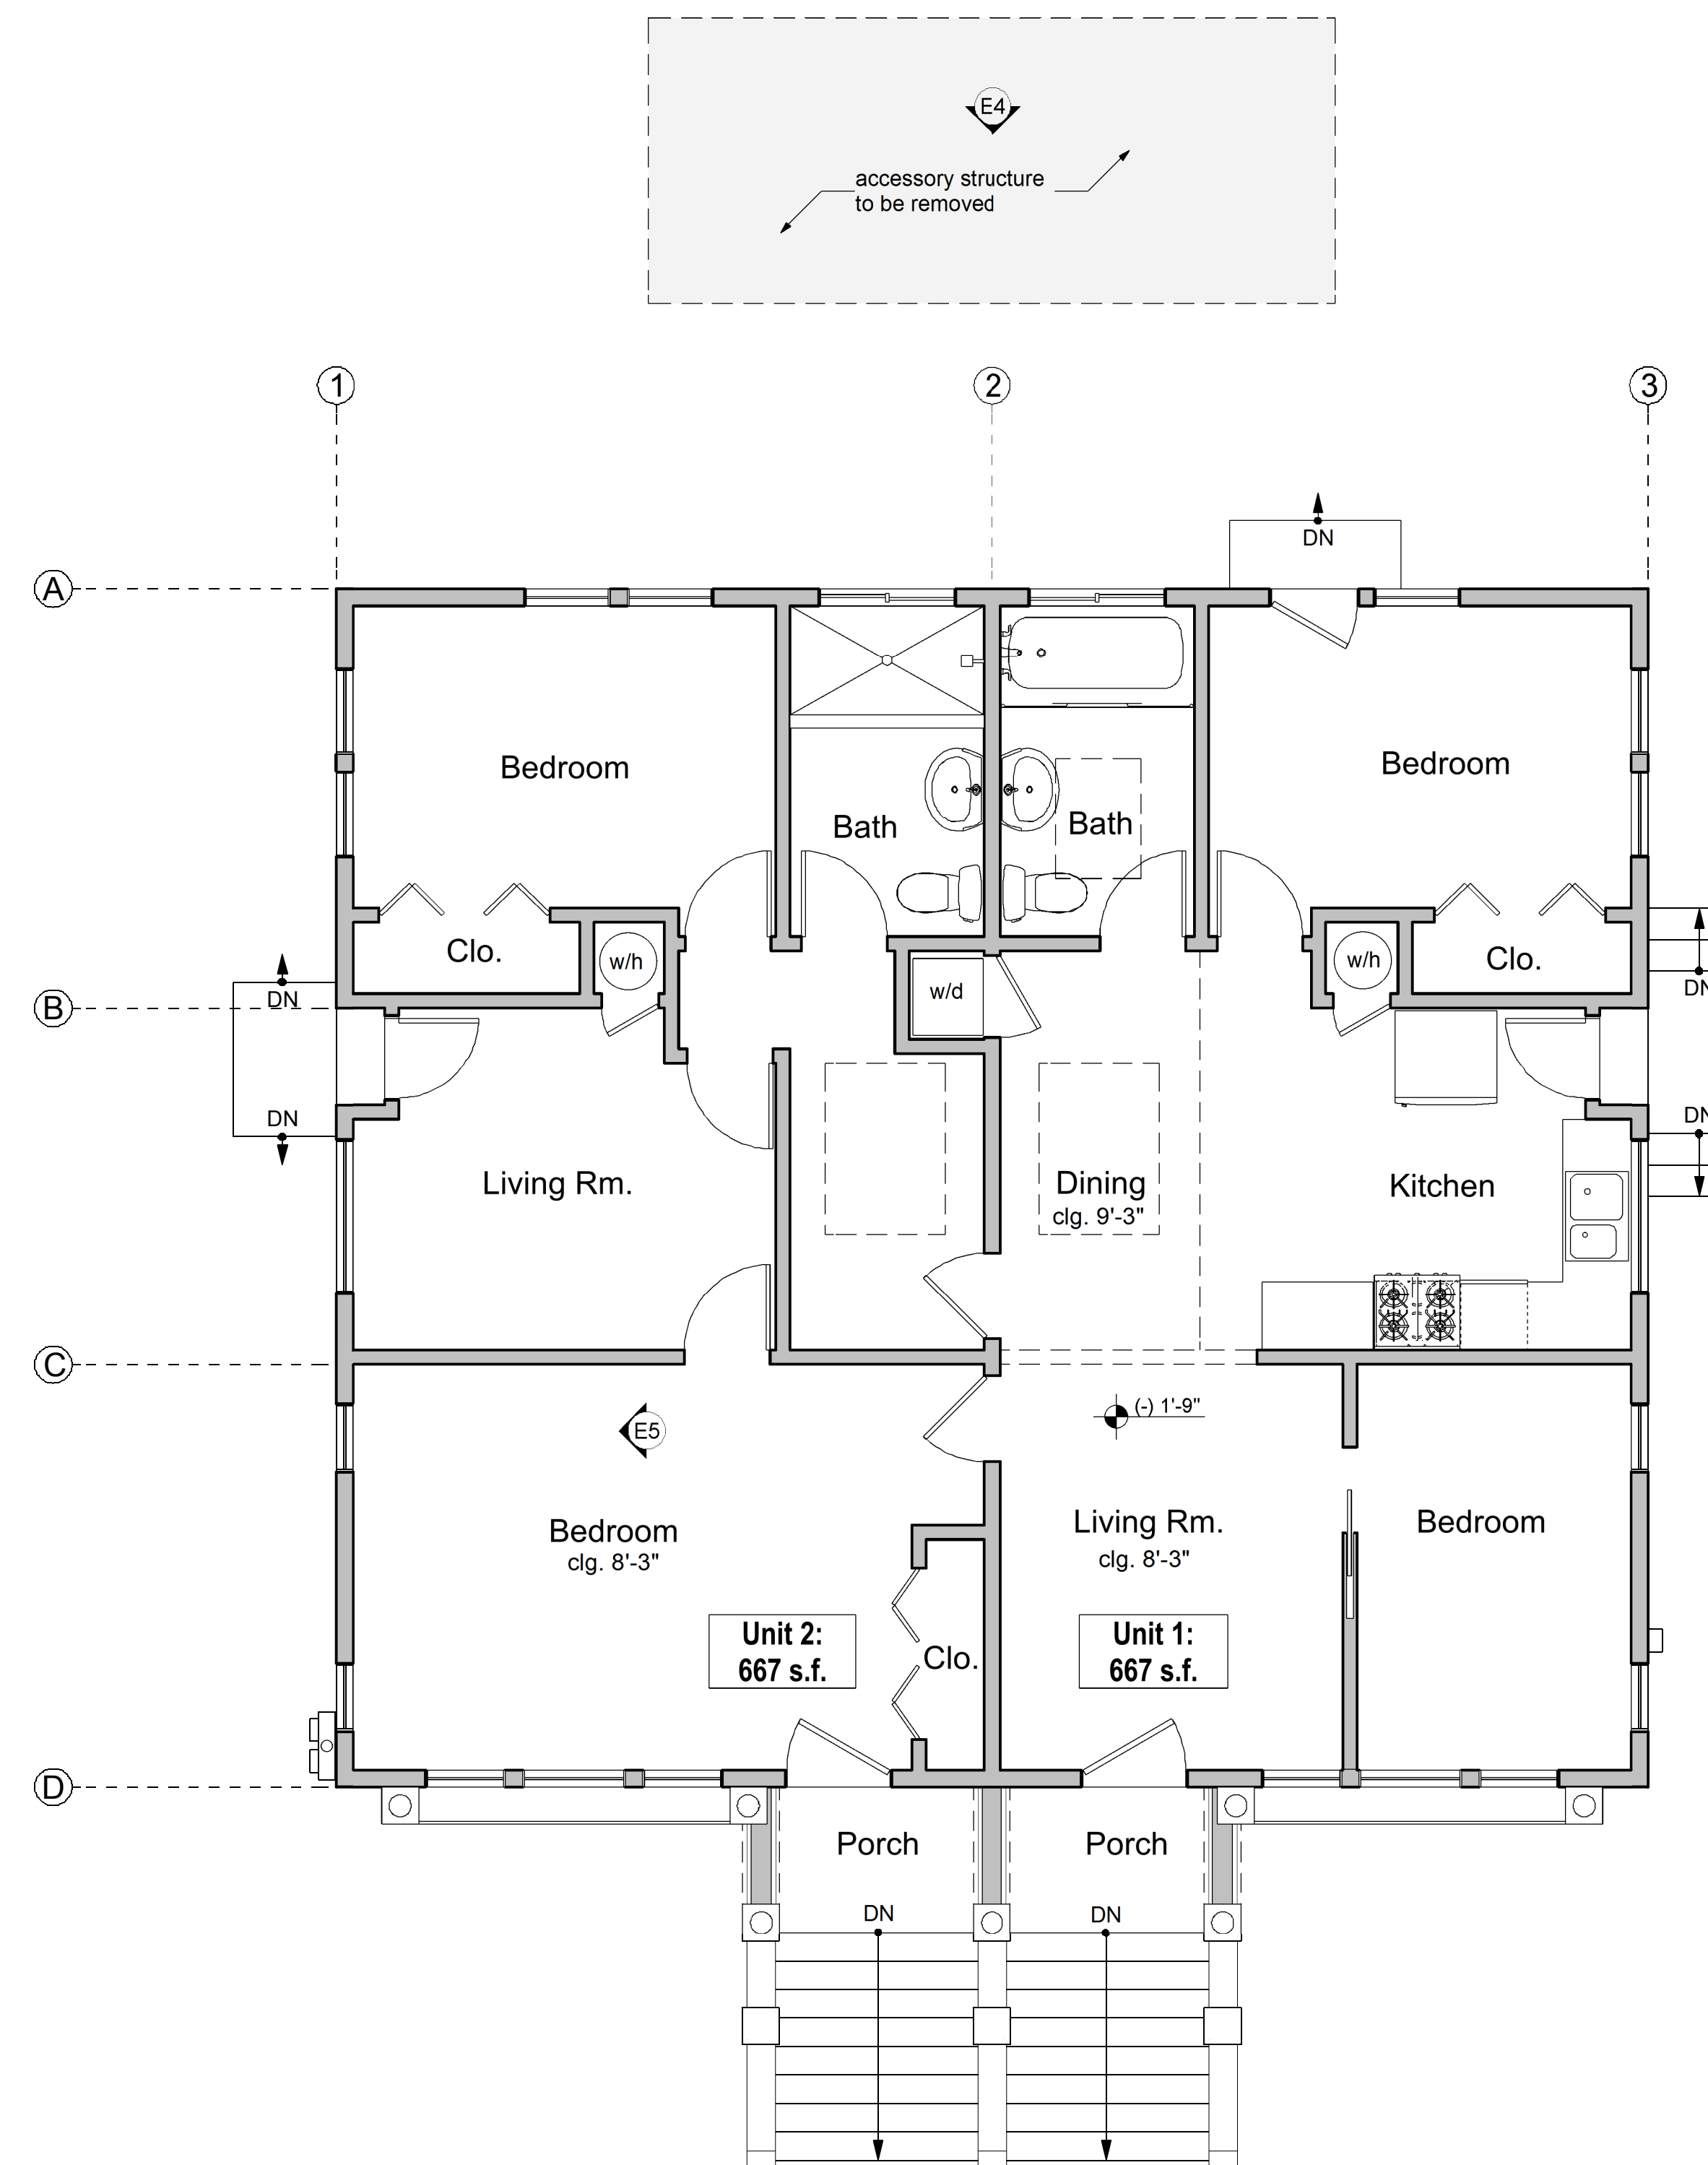 E4
accessory structure
to be removed
1
2
3
A
DN
Bedroom
Bath
Bath
Bedroom
Clo.
w/h
w/d
w/h
Clo.
DN
DN
B
DN
DN
Living Rm.
Dining
clg. 9'-3"
Kitchen
C
(-) 1'-9"
E5
Bedroom
clg. 8'-3"
Living Rm.
clg. 8'-3"
Bedroom
Unit 2:
667 s.f.
Unit 1:
667 s.f.
Clo.
D
Porch
Porch
DN
DN